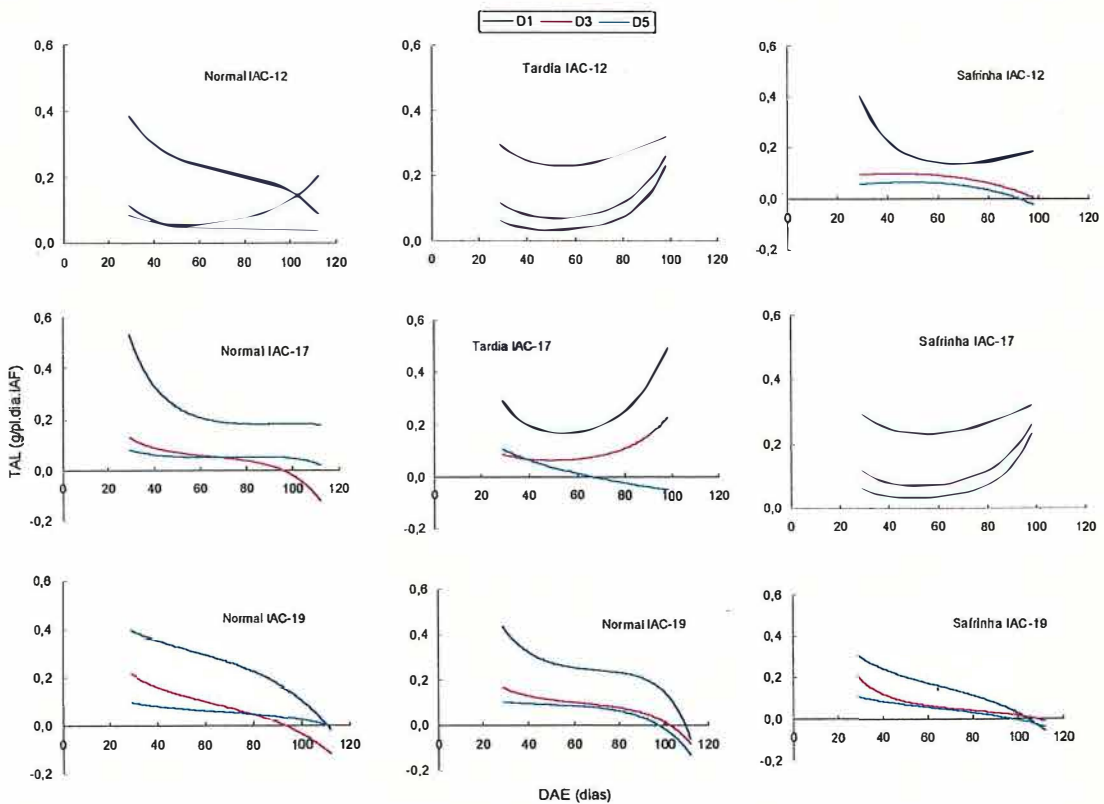 D1 D3 D5
0,6 0,6 0,6
Normal IAC-12 Tardia IAC-12 Safrinha IAC-12
0,4 0,4 0,4
0,2 0,2 0,2
0,0
0 20 40 60 80 100 120
0,0 0,0
0 20 40 60 80 100 120
0 20 40 60 80 100 120
-0,2
0,6 0,6 0,6
Normal IAC-17 Tardia IAC-17 Safrinha IAC-17
0,4 0,4 0,4
TAL (g/pl.dia.IAF)
0,2 0,2 0,2
0,0 0,0
0 20 40 60 80 100 120
0 20 40 60 80 100 120
0,0
-0,2 -0,2
0 20 40 60 80 100 120
0,6 0,6 0,6
Normal IAC-19 Normal IAC-19 Safrinha IAC-19
0,4 0,4 0,4
0,2 0,2 0,2
0,0 0,0 0,0
0 20 40 60 80 100 120
0 20 40 60 80 100 120
0 20 40 60 80 100 120
-0,2 -0,2 -0,2
DAE (dias)